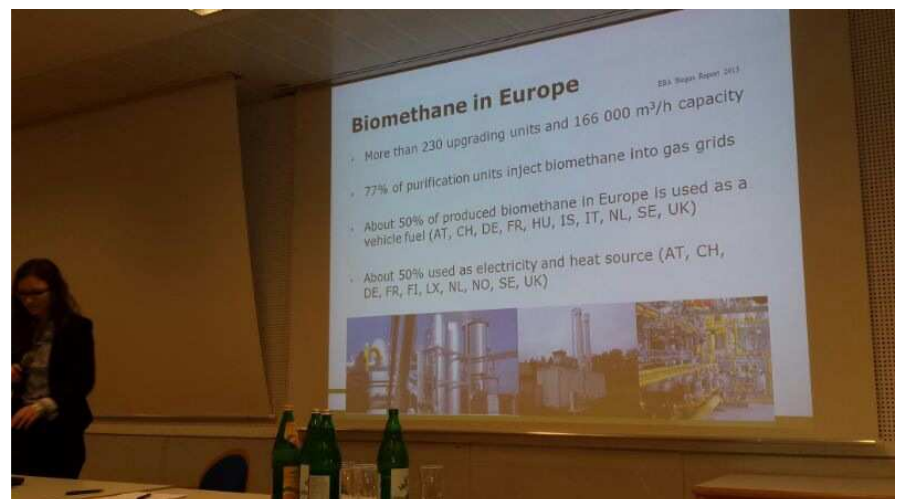 Biomethane in Europe
EBA Biogas Report 2013
More than 230 upgrading units and 166 000 m³/h capacity
77% of purification units inject biomethane into gas grids
About 50% of produced biomethane in Europe is used as a
vehicle fuel (AT, CH, DE, FR, HU, IS, IT, NL, SE, UK)
About 50% used as electricity and heat source (AT, CH,
DE, FR, FI, LX, NL, NO, SE, UK)